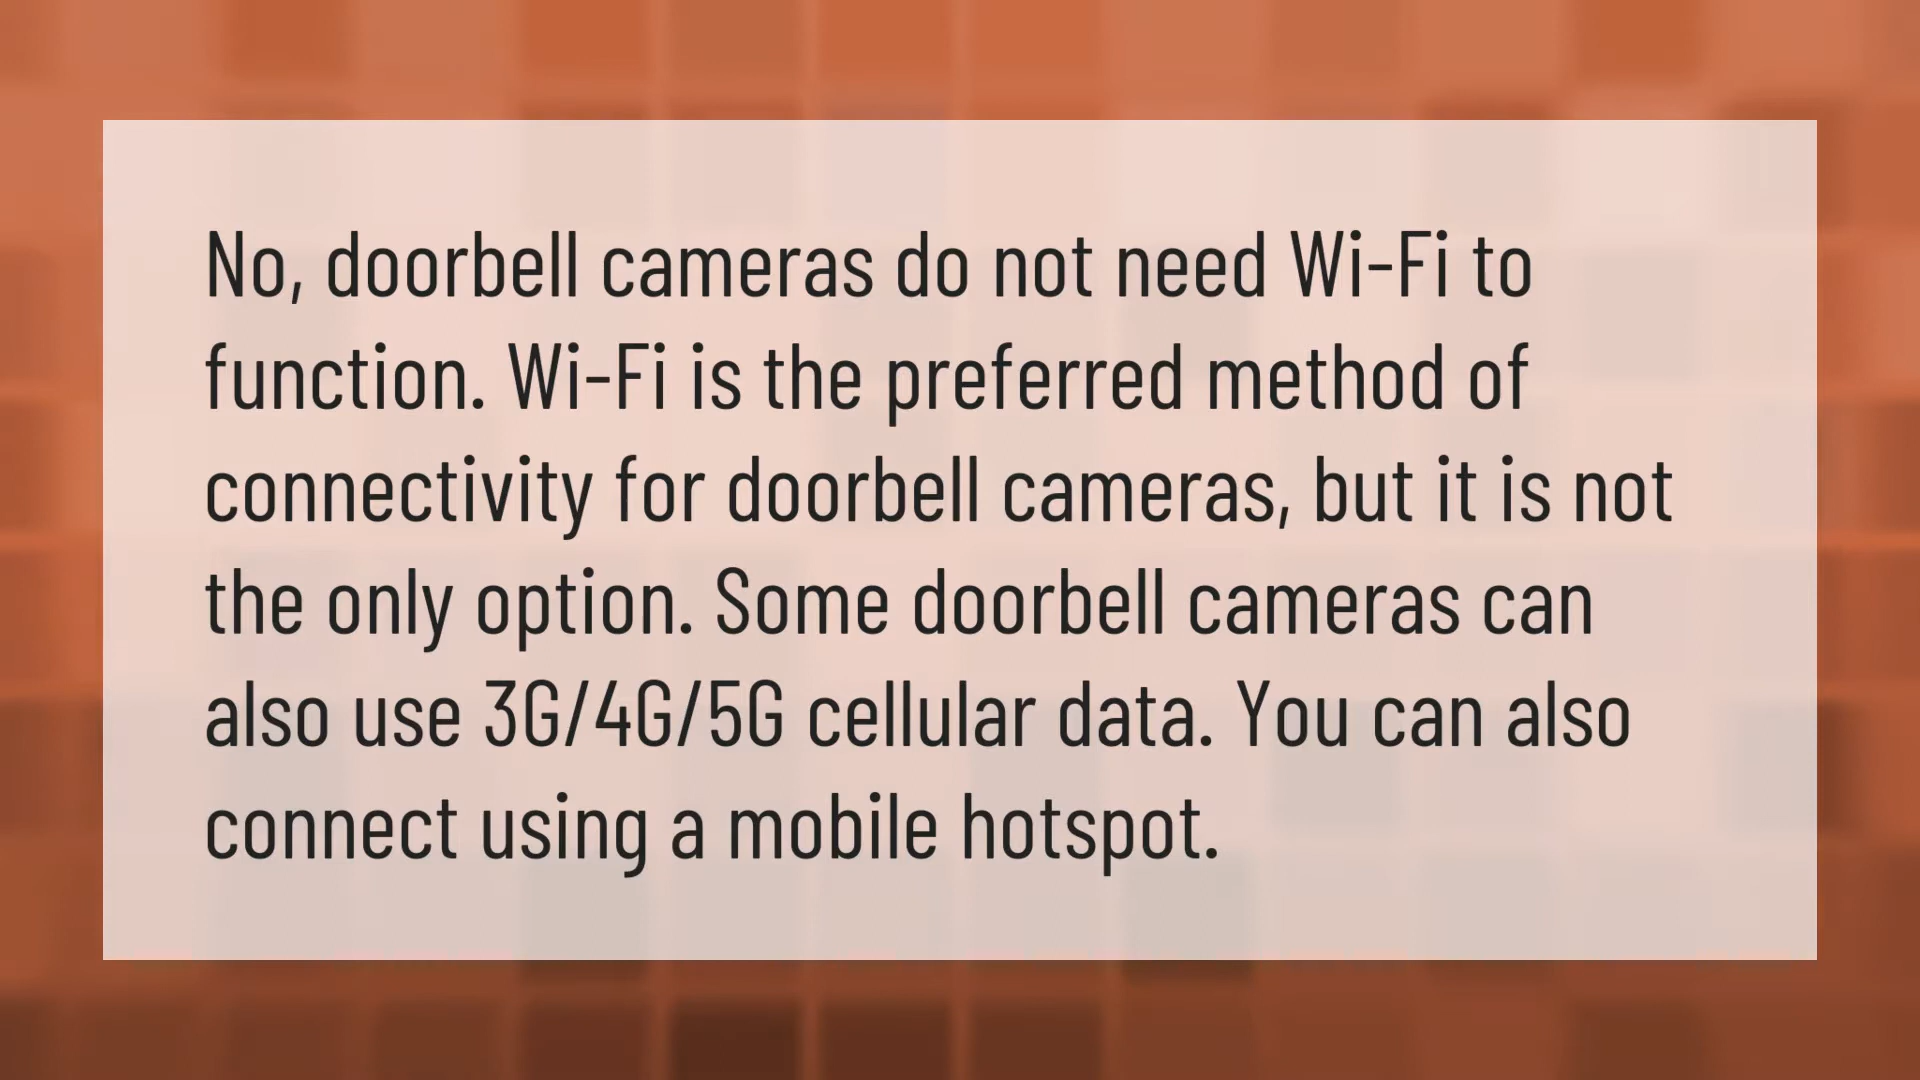 No, doorbell cameras do not need Wi-Fi to
function. Wi-Fi is the preferred method of
connectivity for doorbell cameras, but it is not
the only option. Some doorbell cameras can
also use 3G/4G/5G cellular data. You can also
connect using a mobile hotspot.